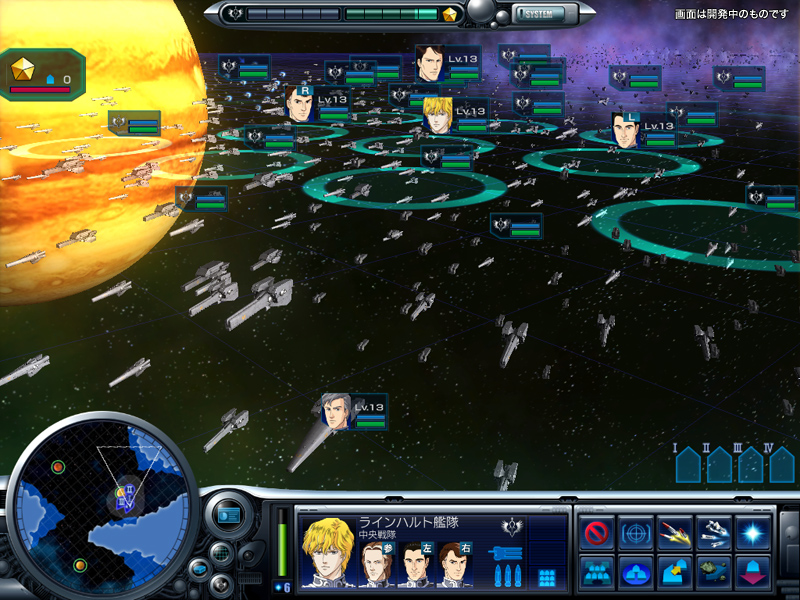 SYSTEM
画面は開発中のものです
0
Lv.13
R
Lv.13
Lv.13
L
Lv.13
Lv.13
I II III IV
ラインハルト艦隊
中央戦隊
参 左 右
6